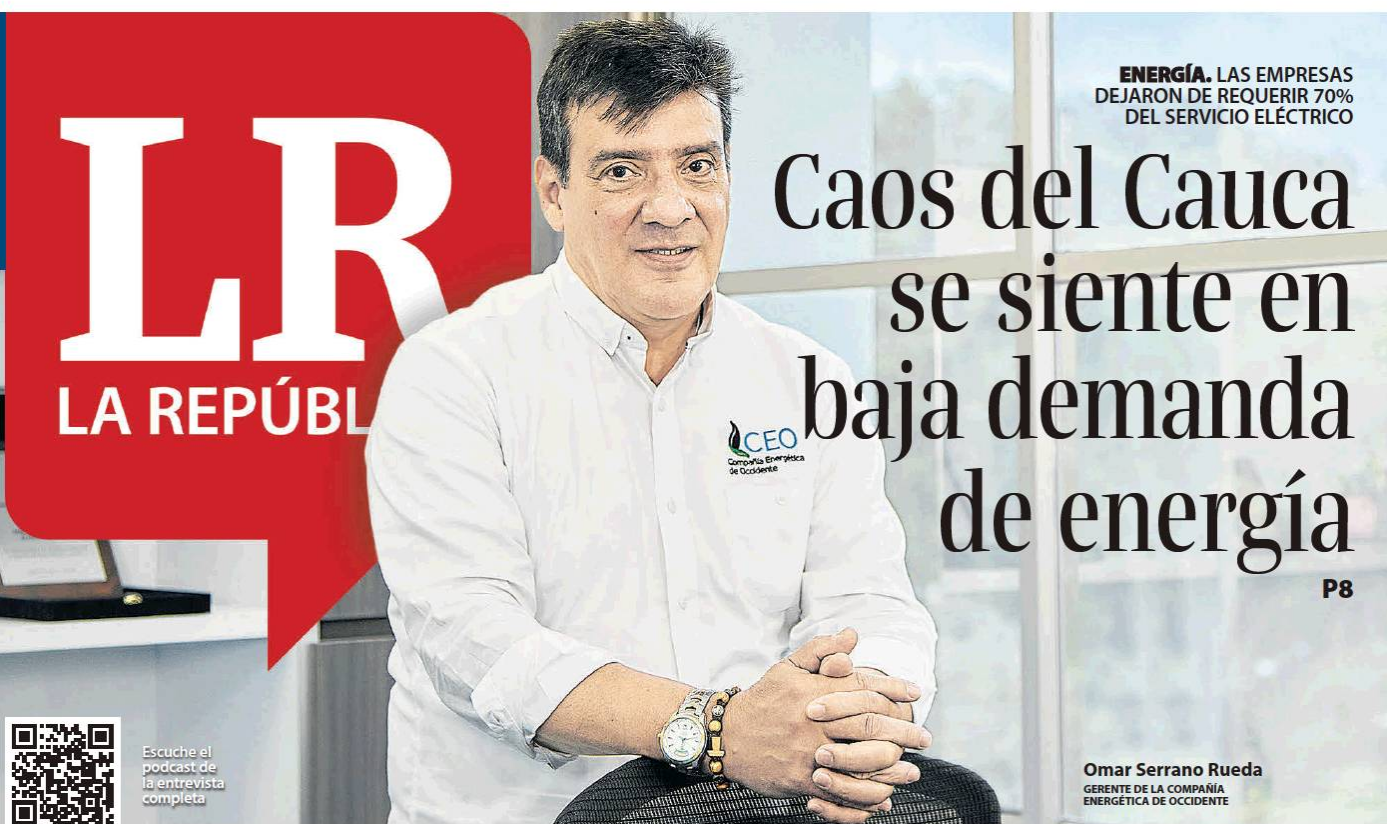 LR
LA REPÚBL
ENERGÍA. LAS EMPRESAS
DEJARON DE REQUERIR 70%
DEL SERVICIO ELÉCTRICO
Caos del Cauca
se siente en
baja demanda
de energía
P8
CEO
Compañía Energética
de Occidente
Escuche el
podcast de
la entrevista
completa
Omar Serrano Rueda
GERENTE DE LA COMPAÑÍA
ENERGÉTICA DE OCCIDENTE